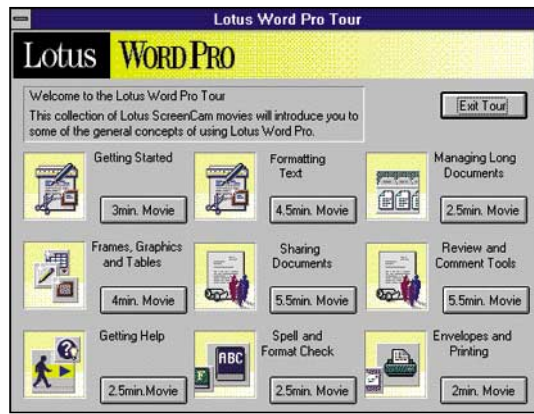 Lotus Word Pro Tour
Lotus WORD PRO
Welcome to the Lotus Word Pro Tour
This collection of Lotus ScreenCam movies will introduce you to
some of the general concepts of using Lotus Word Pro.
Exit Tour
Getting Started
3min. Movie
Formatting
Text
4.5min. Movie
Managing Long
Documents
2.5min. Movie
Frames, Graphics
and Tables
4min. Movie
Sharing
Documents
5.5min. Movie
Review and
Comment Tools
5.5min. Movie
Getting Help
2.5min.Movie
ABC
F
Spell and
Format Check
2.5min. Movie
Envelopes and
Printing
2min. Movie